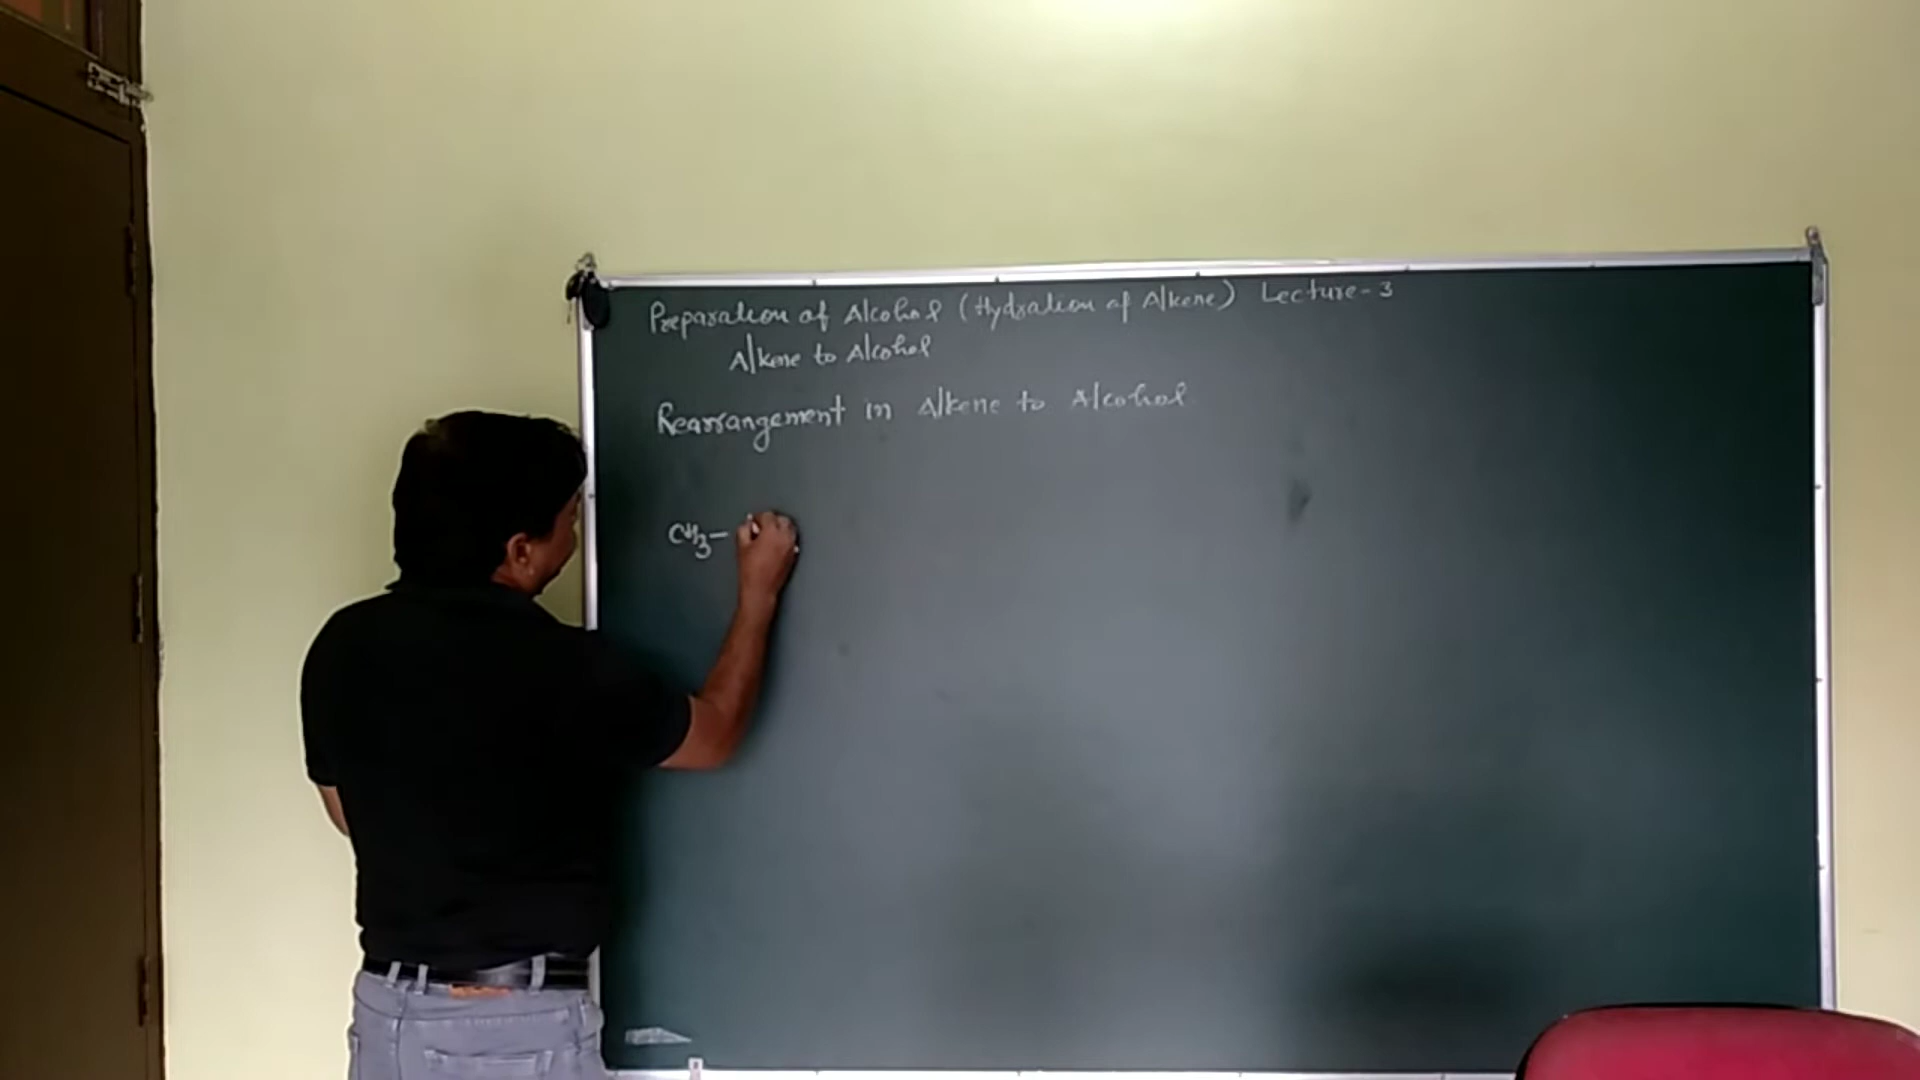 Preparation of Alcohol (Hydration of Alkene) Lecture-3
Alkene to Alcohol
Rearrangement in Alkene to Alcohol
CH3-